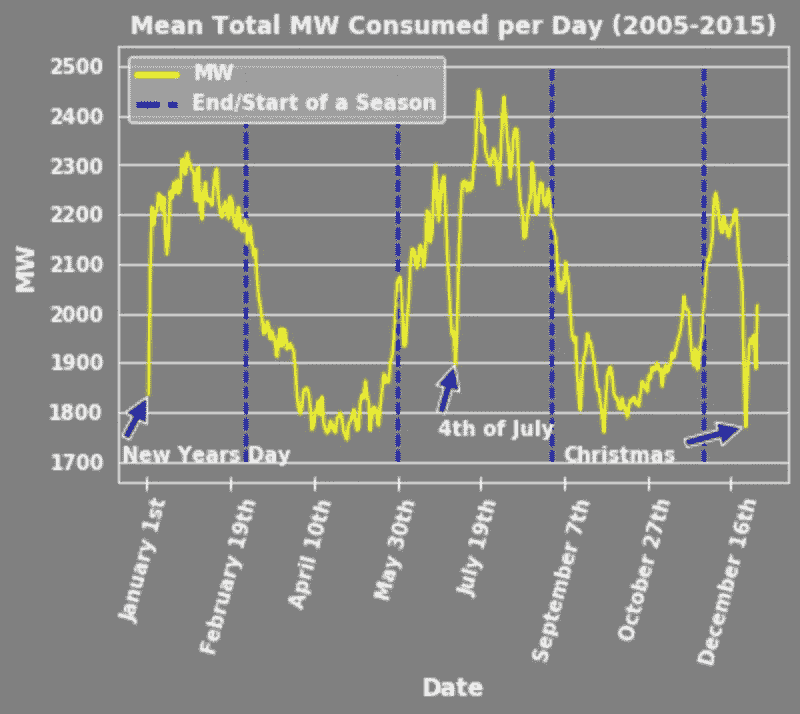 Mean Total MW Consumed per Day (2005-2015)
MW
End/Start of a Season
2500
2400
2300
2200
2100
2000
1900
1800
1700
MW
New Years Day
4th of July
Christmas
January 1st
February 19th
April 10th
May 30th
July 19th
September 7th
October 27th
December 16th
Date